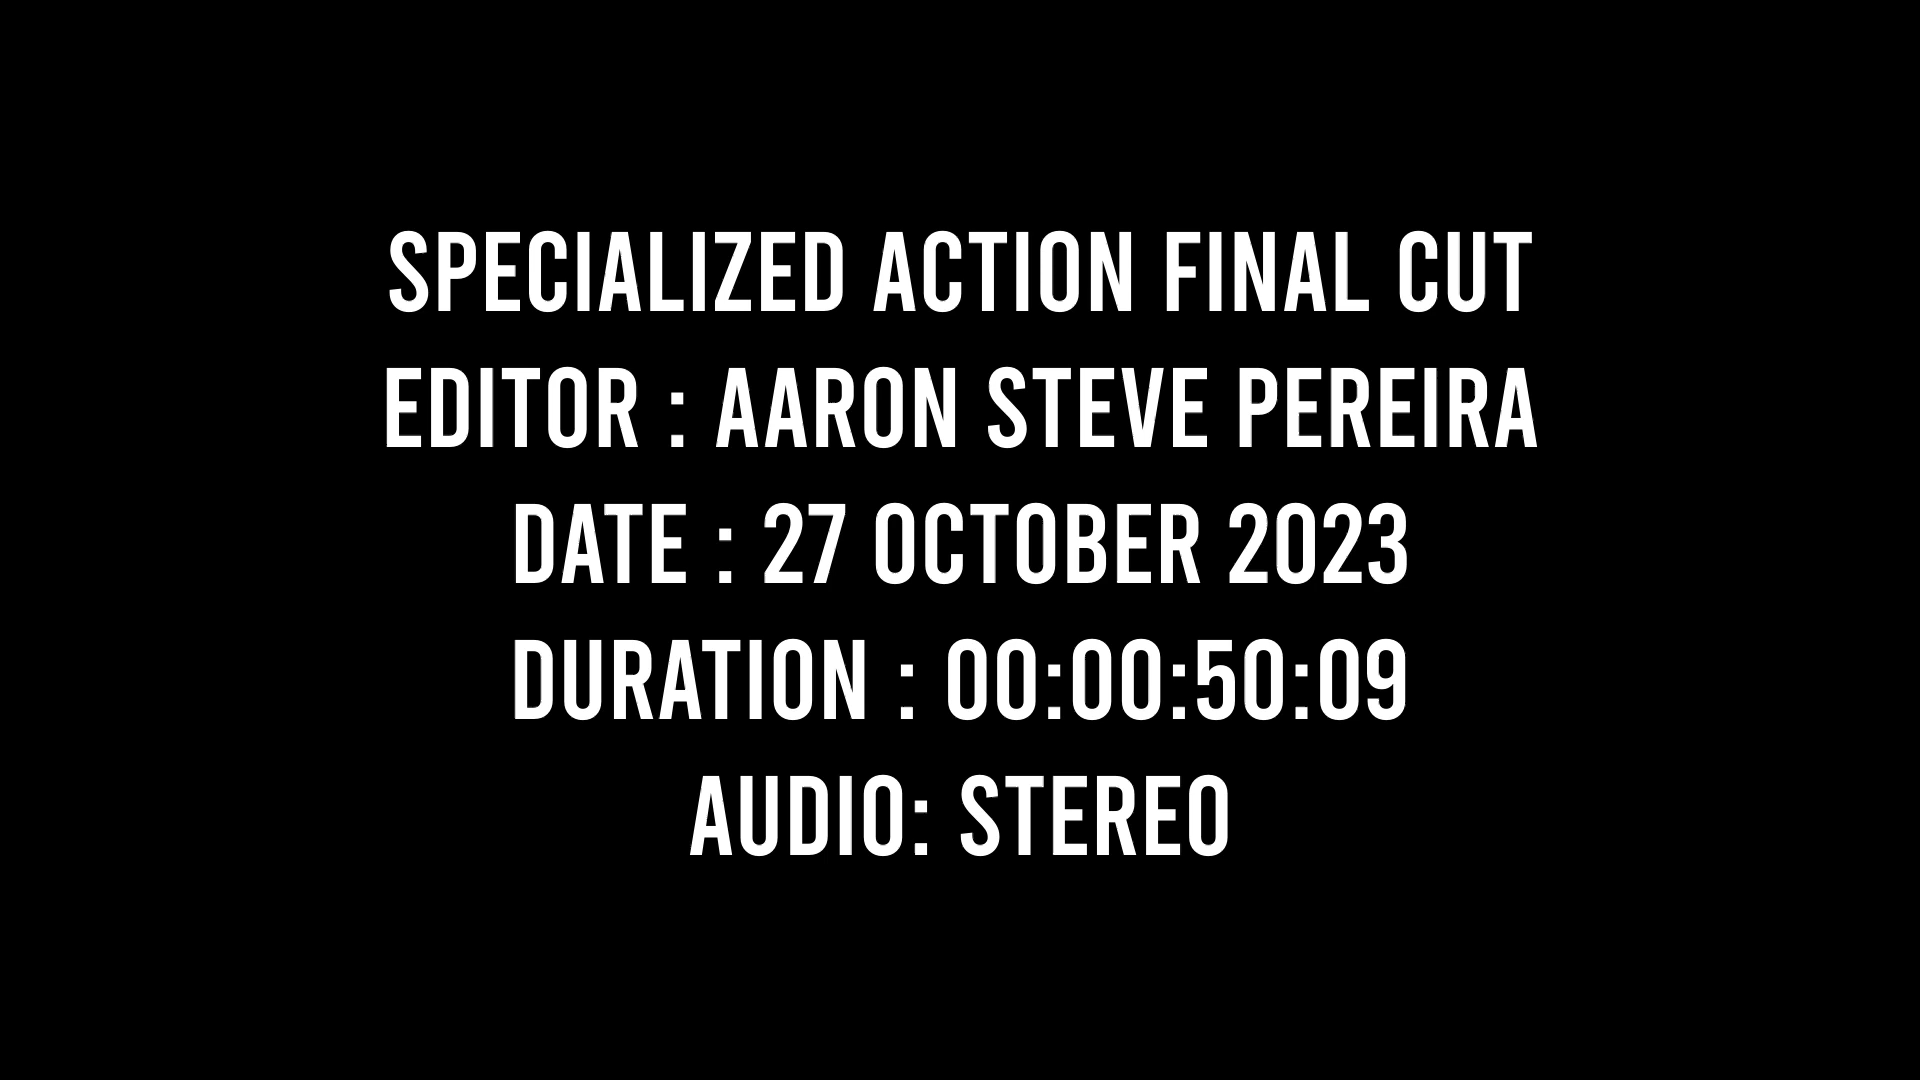 SPECIALIZED ACTION FINAL CUT
EDITOR : AARON STEVE PEREIRA
DATE : 27 OCTOBER 2023
DURATION : 00:00:50:09
AUDIO: STEREO